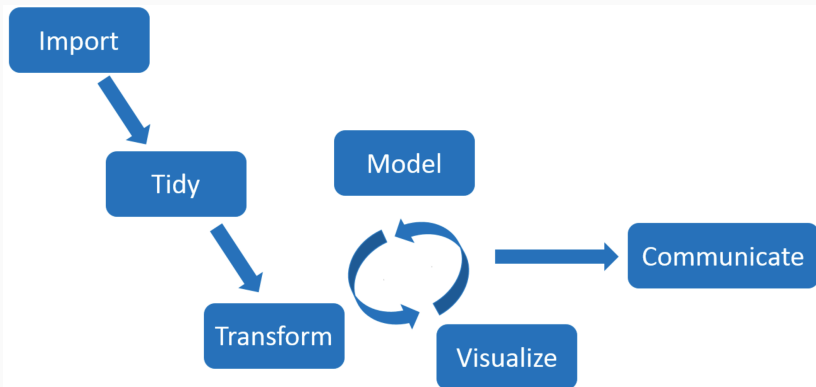 Import
Tidy
Transform
Model
Visualize
Communicate